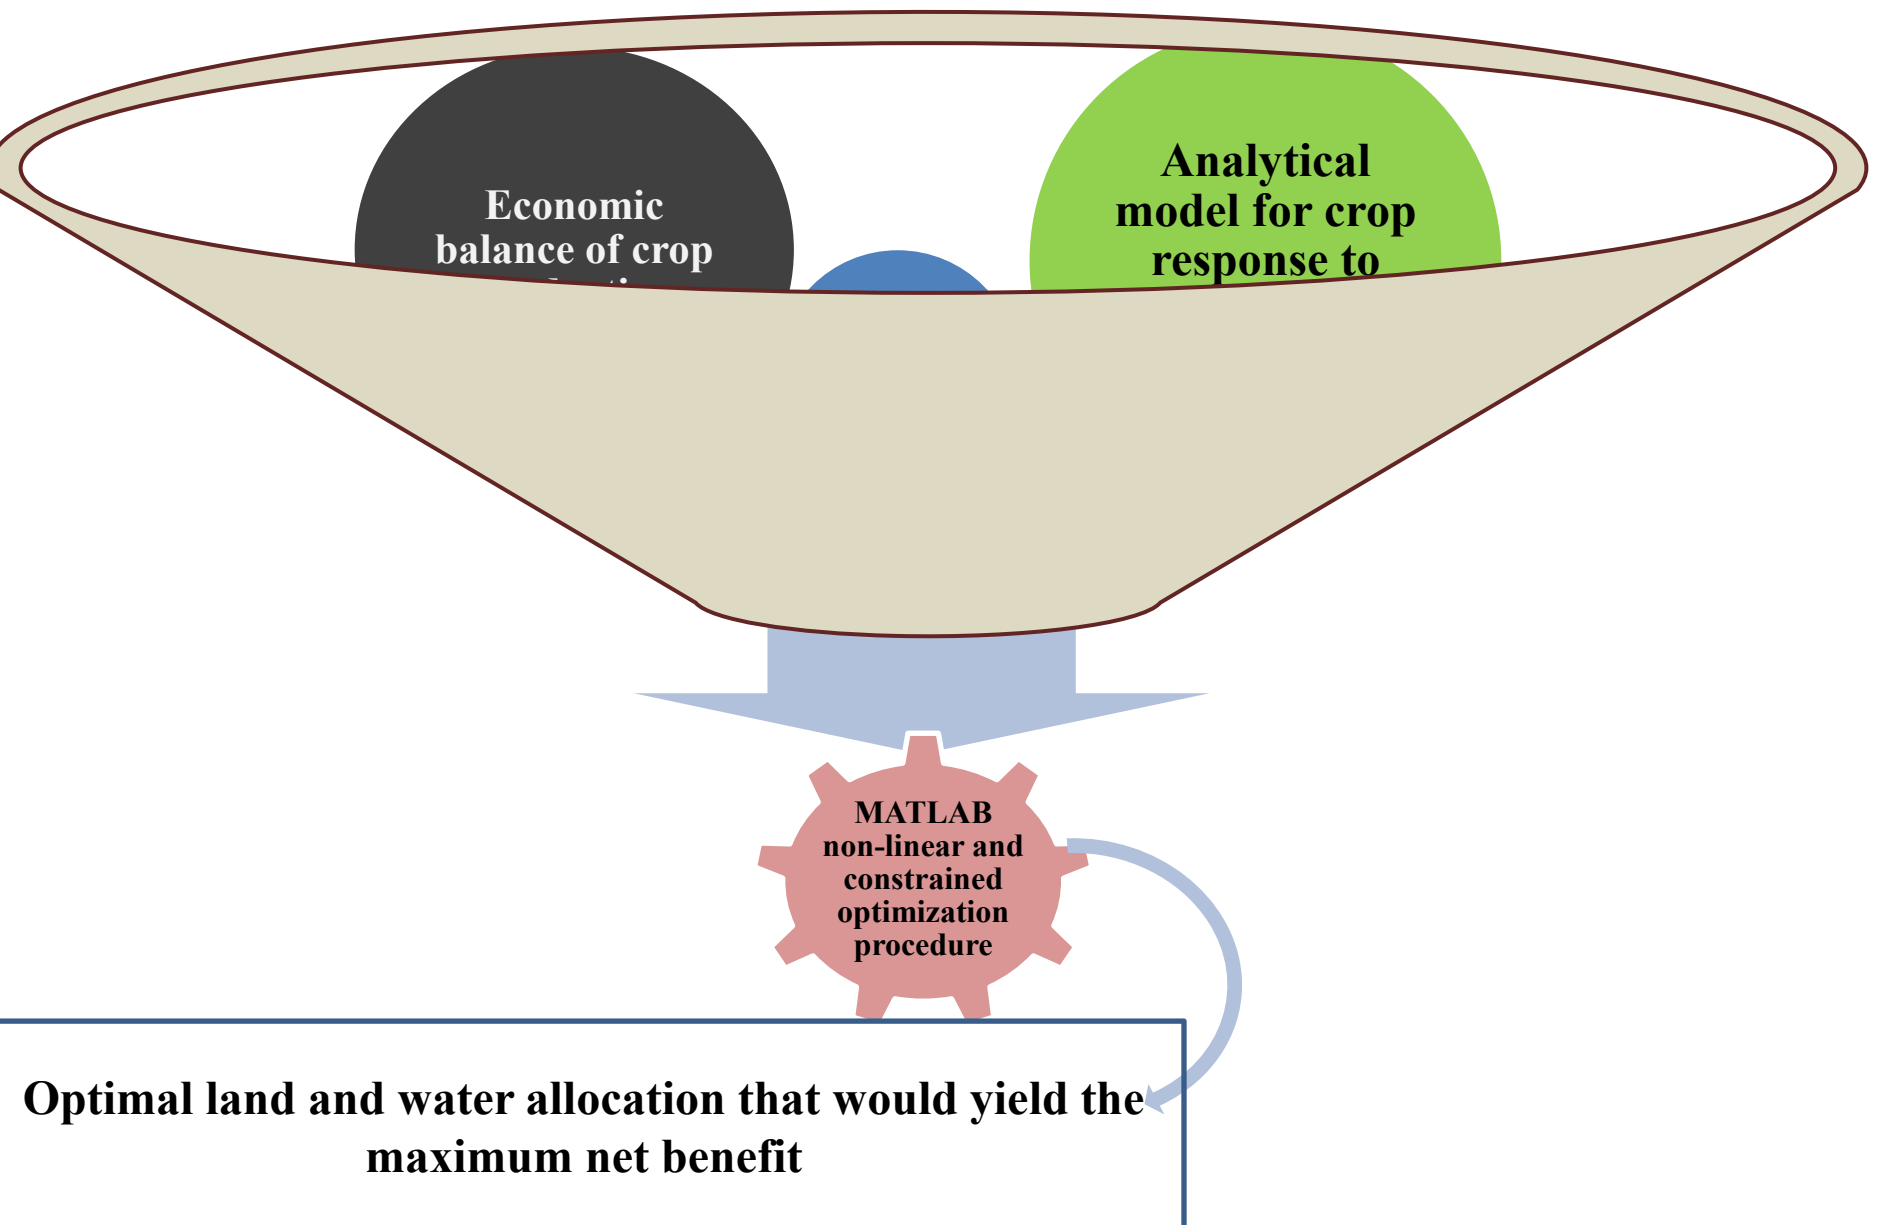 Economic
balance of crop
Analytical
model for crop
response to
MATLAB
non-linear and
constrained
optimization
procedure
Optimal land and water allocation that would yield the
maximum net benefit